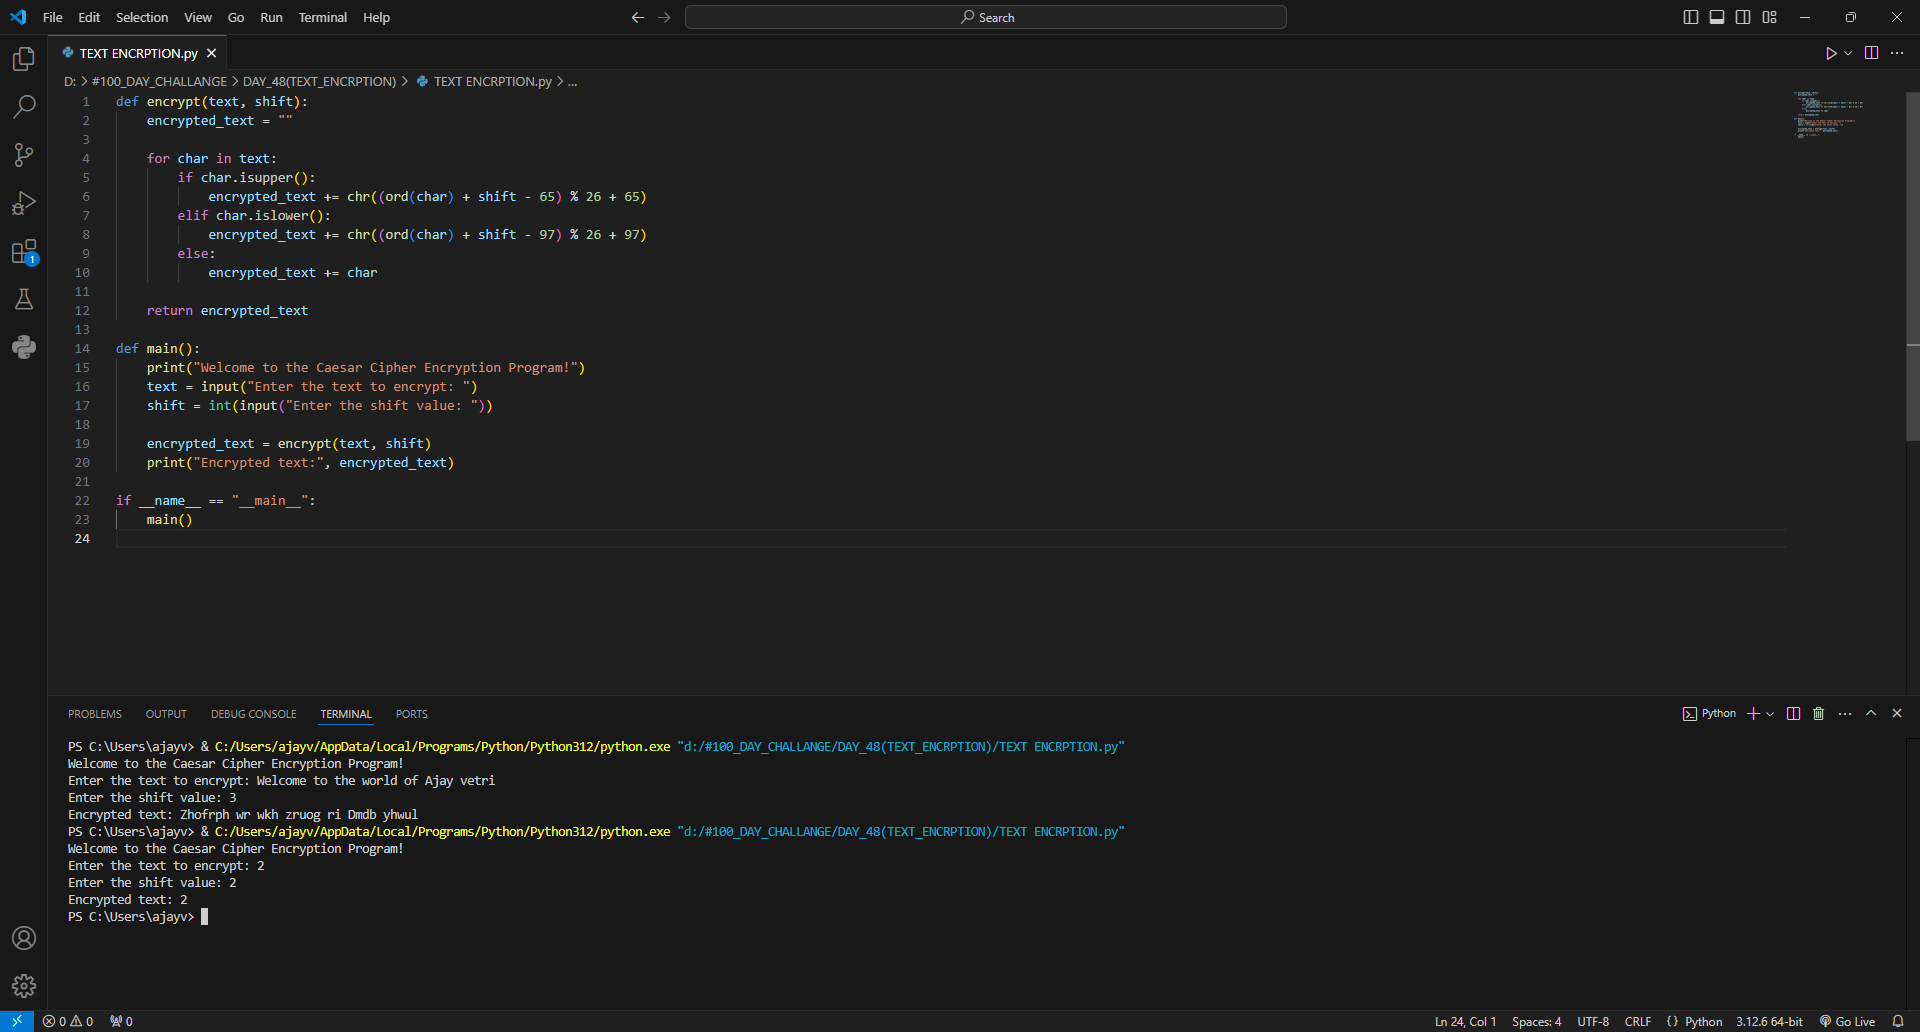 File Edit Selection View Go Run Terminal Help
Search
TEXT ENCRPTION.py
D: > #100_DAY_CHALLANGE > DAY_48(TEXT_ENCRPTION) > TEXT ENCRPTION.py > ...
1 def encrypt(text, shift):
2     encrypted_text = ""
3
4     for char in text:
5         if char.isupper():
6             encrypted_text += chr((ord(char) + shift - 65) % 26 + 65)
7         elif char.islower():
8             encrypted_text += chr((ord(char) + shift - 97) % 26 + 97)
9         else:
10             encrypted_text += char
11
12     return encrypted_text
13
14 def main():
15     print("Welcome to the Caesar Cipher Encryption Program!")
16     text = input("Enter the text to encrypt: ")
17     shift = int(input("Enter the shift value: "))
18
19     encrypted_text = encrypt(text, shift)
20     print("Encrypted text:", encrypted_text)
21
22 if __name__ == "__main__":
23     main()
24
1
PROBLEMS OUTPUT DEBUG CONSOLE TERMINAL PORTS
Python
PS C:\Users\ajayv> & C:/Users/ajayv/AppData/Local/Programs/Python/Python312/python.exe "d:/#100_DAY_CHALLANGE/DAY_48(TEXT_ENCRPTION)/TEXT ENCRPTION.py"
Welcome to the Caesar Cipher Encryption Program!
Enter the text to encrypt: Welcome to the world of Ajay vetri
Enter the shift value: 3
Encrypted text: Zhofrph wr wkh zruog ri Dmdb yhwul
PS C:\Users\ajayv> & C:/Users/ajayv/AppData/Local/Programs/Python/Python312/python.exe "d:/#100_DAY_CHALLANGE/DAY_48(TEXT_ENCRPTION)/TEXT ENCRPTION.py"
Welcome to the Caesar Cipher Encryption Program!
Enter the text to encrypt: 2
Enter the shift value: 2
Encrypted text: 2
PS C:\Users\ajayv>
0 0 0
Ln 24, Col 1 Spaces: 4 UTF-8 CRLF {} Python 3.12.6 64-bit Go Live